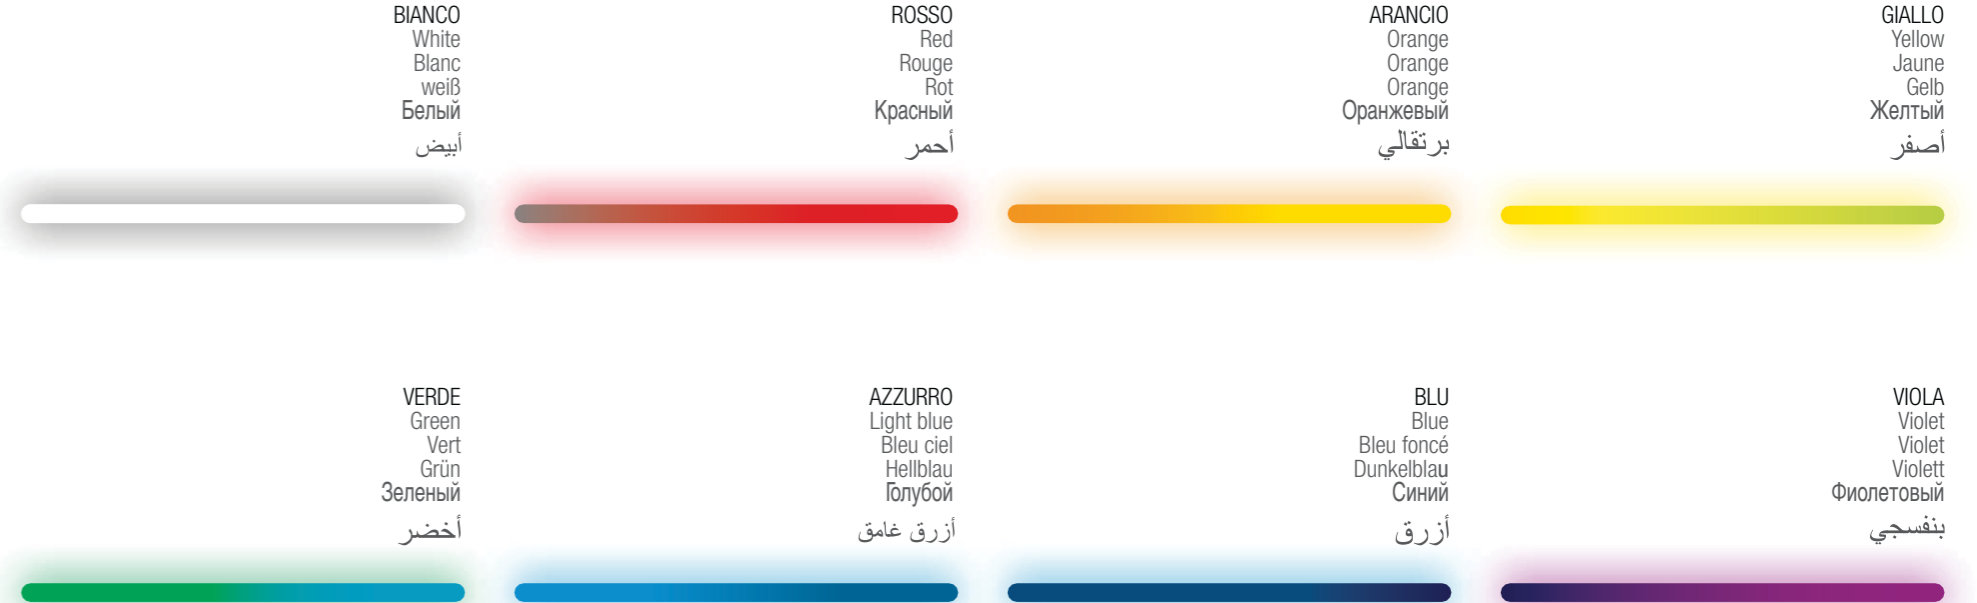 BIANCO
White
Blanc
weiß
Белый
أبيض
ROSSO
Red
Rouge
Rot
Красный
أحمر
ARANCIO
Orange
Orange
Orange
Оранжевый
برتقالي
GIALLO
Yellow
Jaune
Gelb
Желтый
أصفر
VERDE
Green
Vert
Grün
Зеленый
أخضر
AZZURRO
Light blue
Bleu ciel
Hellblau
Голубой
أزرق غامق
BLU
Blue
Bleu foncé
Dunkelblau
Синий
أزرق
VIOLA
Violet
Violet
Violett
Фиолетовый
بنفسجي